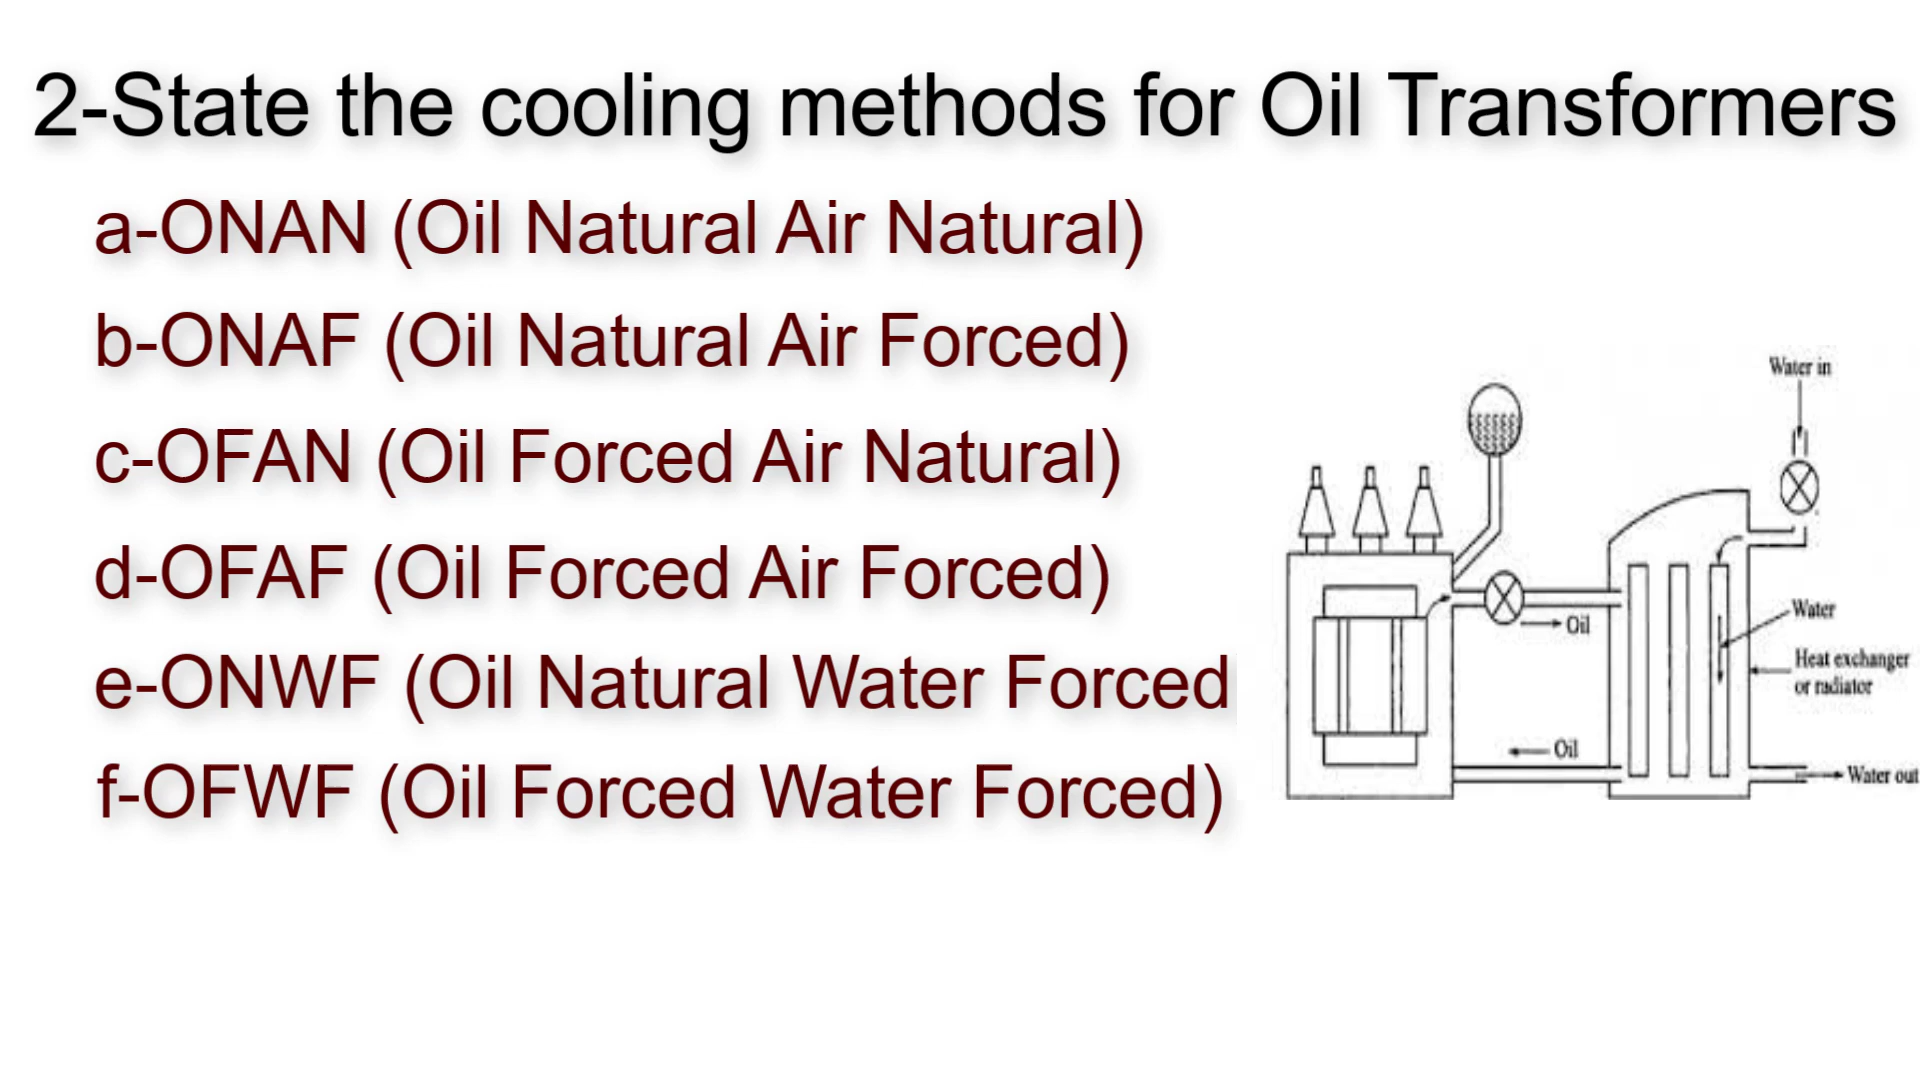 2-State the cooling methods for Oil Transformers
a-ONAN (Oil Natural Air Natural)
b-ONAF (Oil Natural Air Forced)
c-OFAN (Oil Forced Air Natural)
d-OFAF (Oil Forced Air Forced)
e-ONWF (Oil Natural Water Forced
f-OFWF (Oil Forced Water Forced)
Water in
Oil
Water
Heat exchanger
or radiator
Oil
Water out